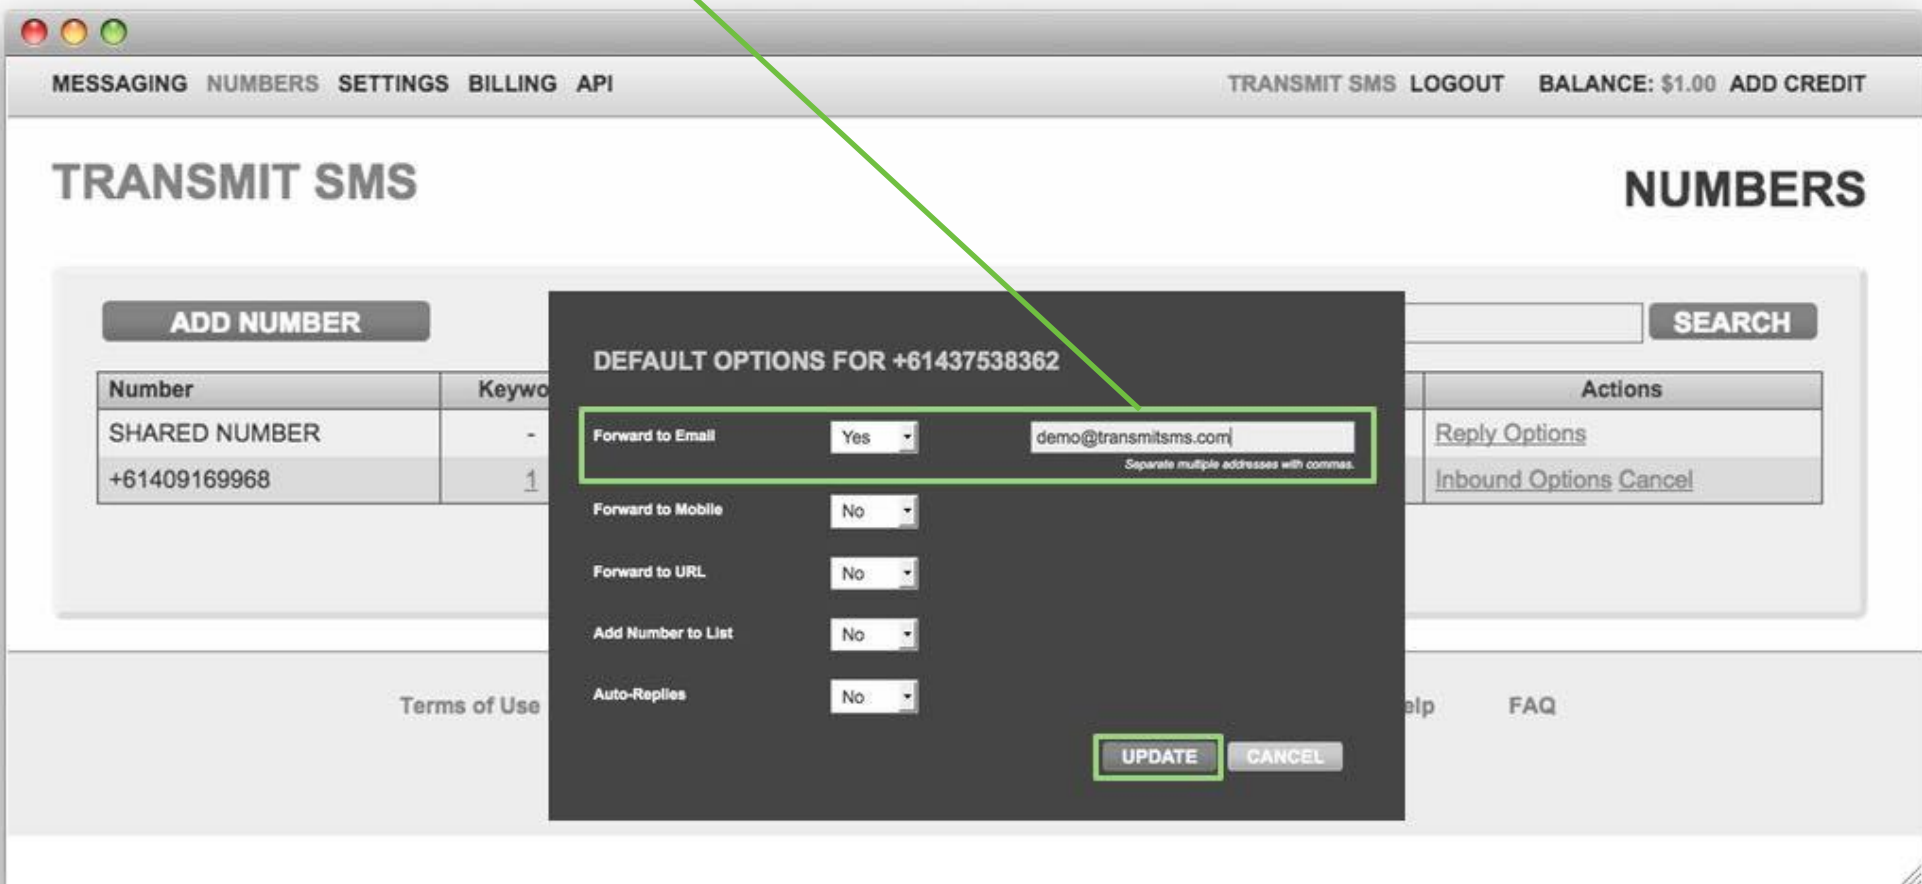 MESSAGING NUMBERS SETTINGS BILLING API
TRANSMIT SMS LOGOUT BALANCE: $1.00 ADD CREDIT
TRANSMIT SMS
NUMBERS
ADD NUMBER
SEARCH
Number
Keywo
Actions
SHARED NUMBER
-
Reply Options
+61409169968
1
Inbound Options Cancel
DEFAULT OPTIONS FOR +61437538362
Forward to Email
Yes
demo@transmitsms.com
Separate multiple addresses with commas.
Forward to Mobile
No
Forward to URL
No
Add Number to List
No
Auto-Replies
No
UPDATE
CANCEL
Terms of Use
elp
FAQ